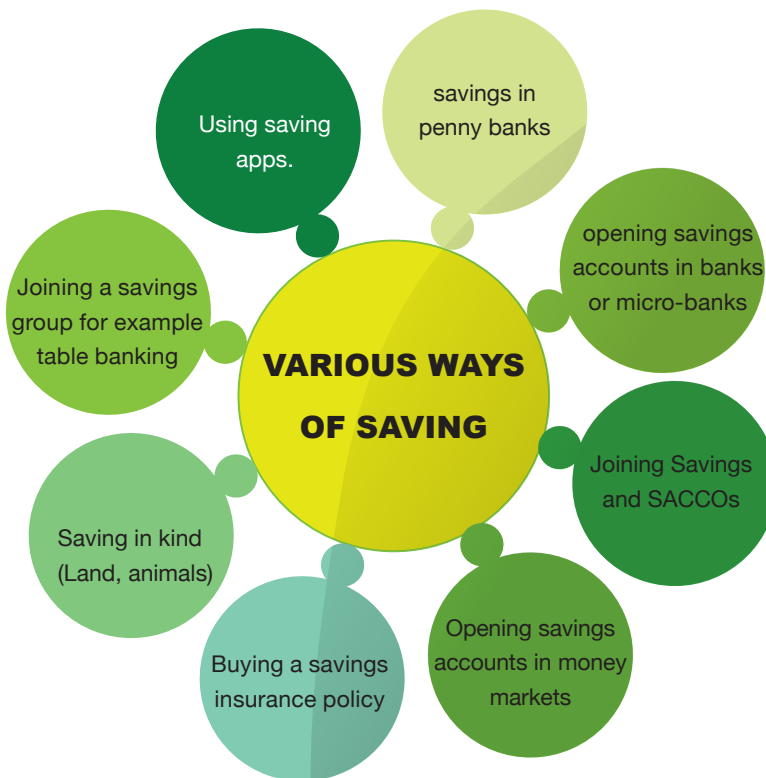 VARIOUS WAYS
OF SAVING
Using saving
apps.
savings in
penny banks
opening savings
accounts in banks
or micro-banks
Joining Savings
and SACCOs
Opening savings
accounts in money
markets
Buying a savings
insurance policy
Saving in kind
(Land, animals)
Joining a savings
group for example
table banking